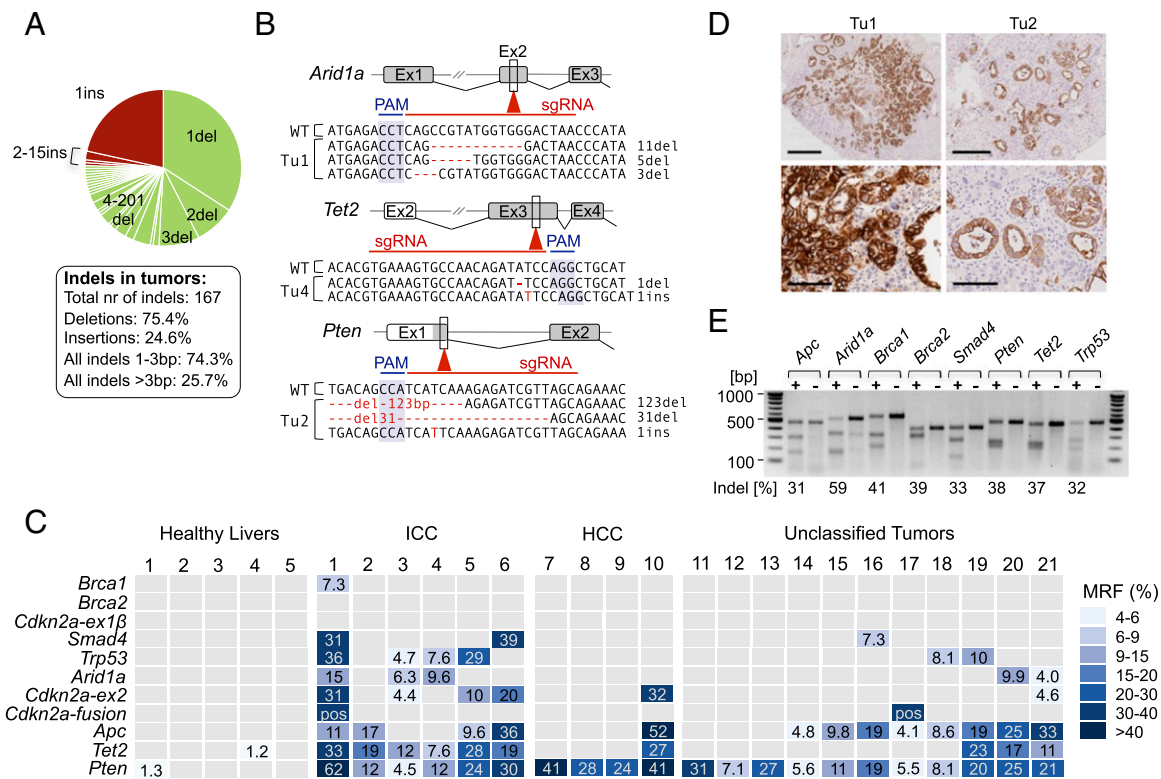 A
1ins
1del
2-15ins
4-201
del
2del
3del
Indels in tumors:
Total nr of indels: 167
Deletions: 75.4%
Insertions: 24.6%
All indels 1-3bp: 74.3%
All indels >3bp: 25.7%
B
Arid1a
Ex1
//
Ex2
Ex3
PAM
sgRNA
WT
ATGAGACCTCAGCCGTATGGTGGGACTAACCCATA
Tu1
ATGAGACCTCAG------------GACTAACCCATA 11del
ATGAGACCTCAG-----TGGTGGGACTAACCCATA 5del
ATGAGACCTC---CGTATGGTGGGACTAACCCATA 3del
Tet2
Ex2
//
Ex3
Ex4
sgRNA
PAM
WT
ACACGTGAAAGTGCCAACAGATATCCAGGCTGCAT
Tu4
ACACGTGAAAGTGCCAACAGAT-TCCAGGCTGCAT 1del
ACACGTGAAAGTGCCAACAGATATTCCAGGCTGCAT 1ins
Pten
Ex1
Ex2
PAM
sgRNA
WT
TGACAGCCATCATCAAAGAGATCGTTAGCAGAAAC
Tu2
---del-123bp----AGAGATCGTTAGCAGAAAC 123del
---del31-------------------AGCAGAAAC 31del
TGACAGCCATCATTCAAAGAGATCGTTAGCAGAAA 1ins
D
Tu1 Tu2
E
Apc Arid1a Brca1 Brca2 Smad4 Pten Tet2 Trp53
[bp] + - + - + - + - + - + - + - + -
1000
500
100
Indel [%] 31 59 41 39 33 38 37 32
C
Healthy Livers ICC HCC Unclassified Tumors
1 2 3 4 5 1 2 3 4 5 6 7 8 9 10 11 12 13 14 15 16 17 18 19 20 21
Brca1 7.3
Brca2
Cdkn2a-ex1β
Smad4 31 39 7.3
Trp53 36 4.7 7.6 29 8.1 10
Arid1a 15 6.3 9.6 9.9 4.0
Cdkn2a-ex2 31 4.4 10 20 32 4.6
Cdkn2a-fusion pos pos
Apc 11 17 9.6 36 52 4.8 9.8 19 4.1 8.6 19 25 33
Tet2 1.2 33 19 12 7.6 28 19 27 23 17 11
Pten 1.3 62 12 4.5 12 24 30 41 28 24 41 31 7.1 27 5.6 11 19 5.5 8.1 20 25 21
MRF (%)
4-6
6-9
9-15
15-20
20-30
30-40
>40